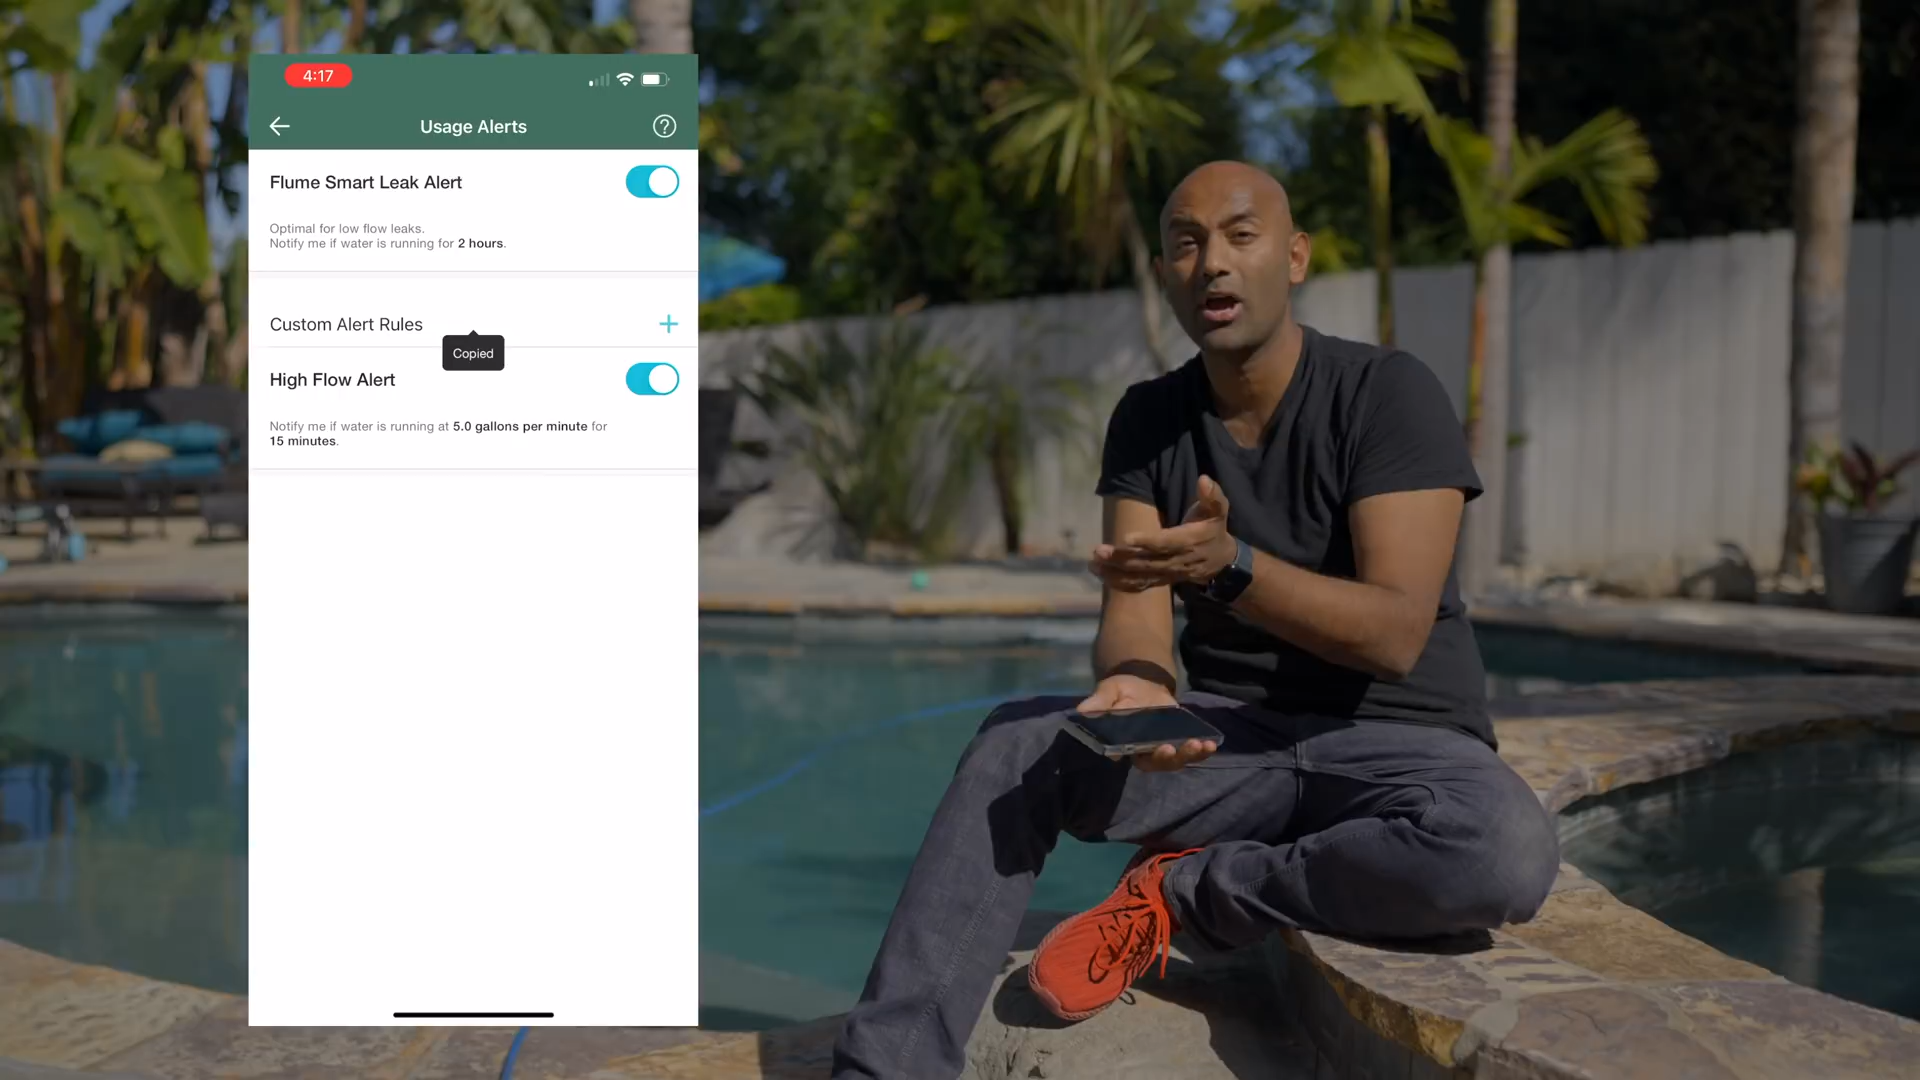 4:17
Usage Alerts
Flume Smart Leak Alert
Optimal for low flow leaks.
Notify me if water is running for 2 hours.
Custom Alert Rules
Copied
High Flow Alert
Notify me if water is running at 5.0 gallons per minute for
15 minutes.